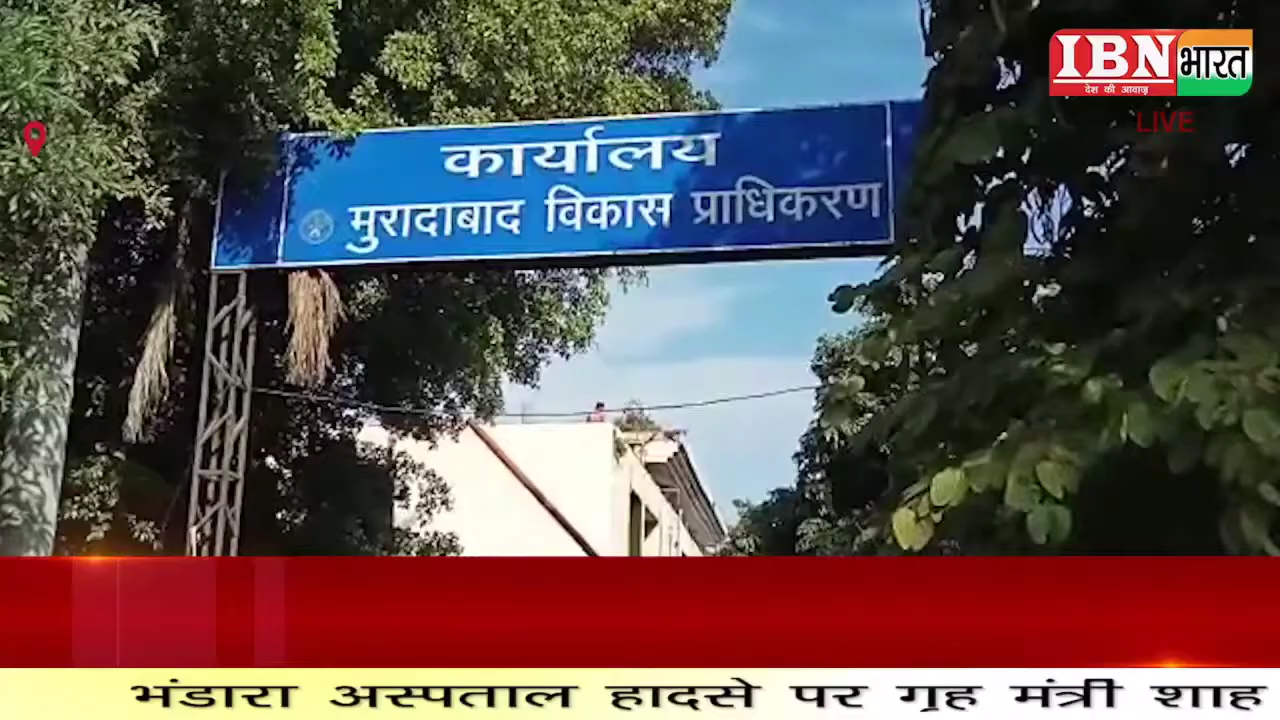 IBN भारत
देश की आवाज़
LIVE
कार्यालय
मुरादाबाद विकास प्राधिकरण
भंडारा अस्पताल हादसे पर गृह मंत्री शाह